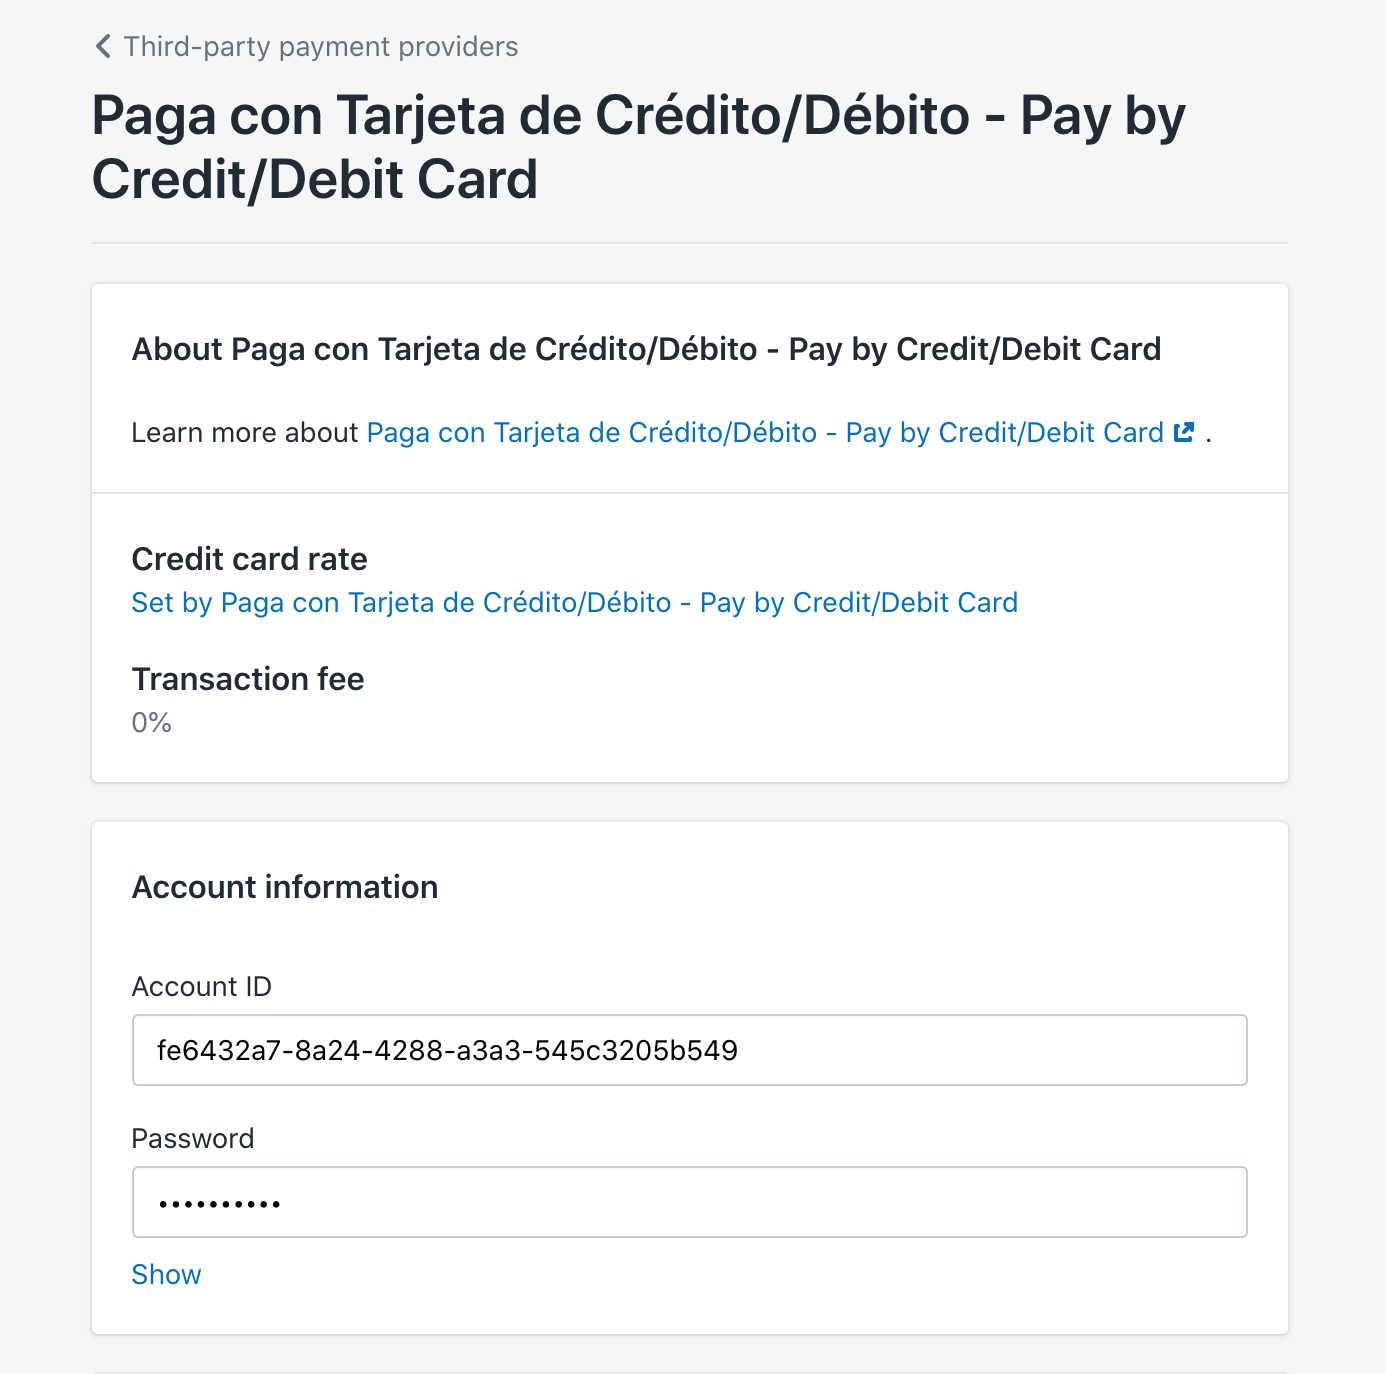 Third-party payment providers
Paga con Tarjeta de Crédito/Débito - Pay by
Credit/Debit Card
About Paga con Tarjeta de Crédito/Débito - Pay by Credit/Debit Card
Learn more about Paga con Tarjeta de Crédito/Débito - Pay by Credit/Debit Card .
Credit card rate
Set by Paga con Tarjeta de Crédito/Débito - Pay by Credit/Debit Card
Transaction fee
0%
Account information
Account ID
fe6432a7-8a24-4288-a3a3-545c3205b549
Password
••••••••••
Show